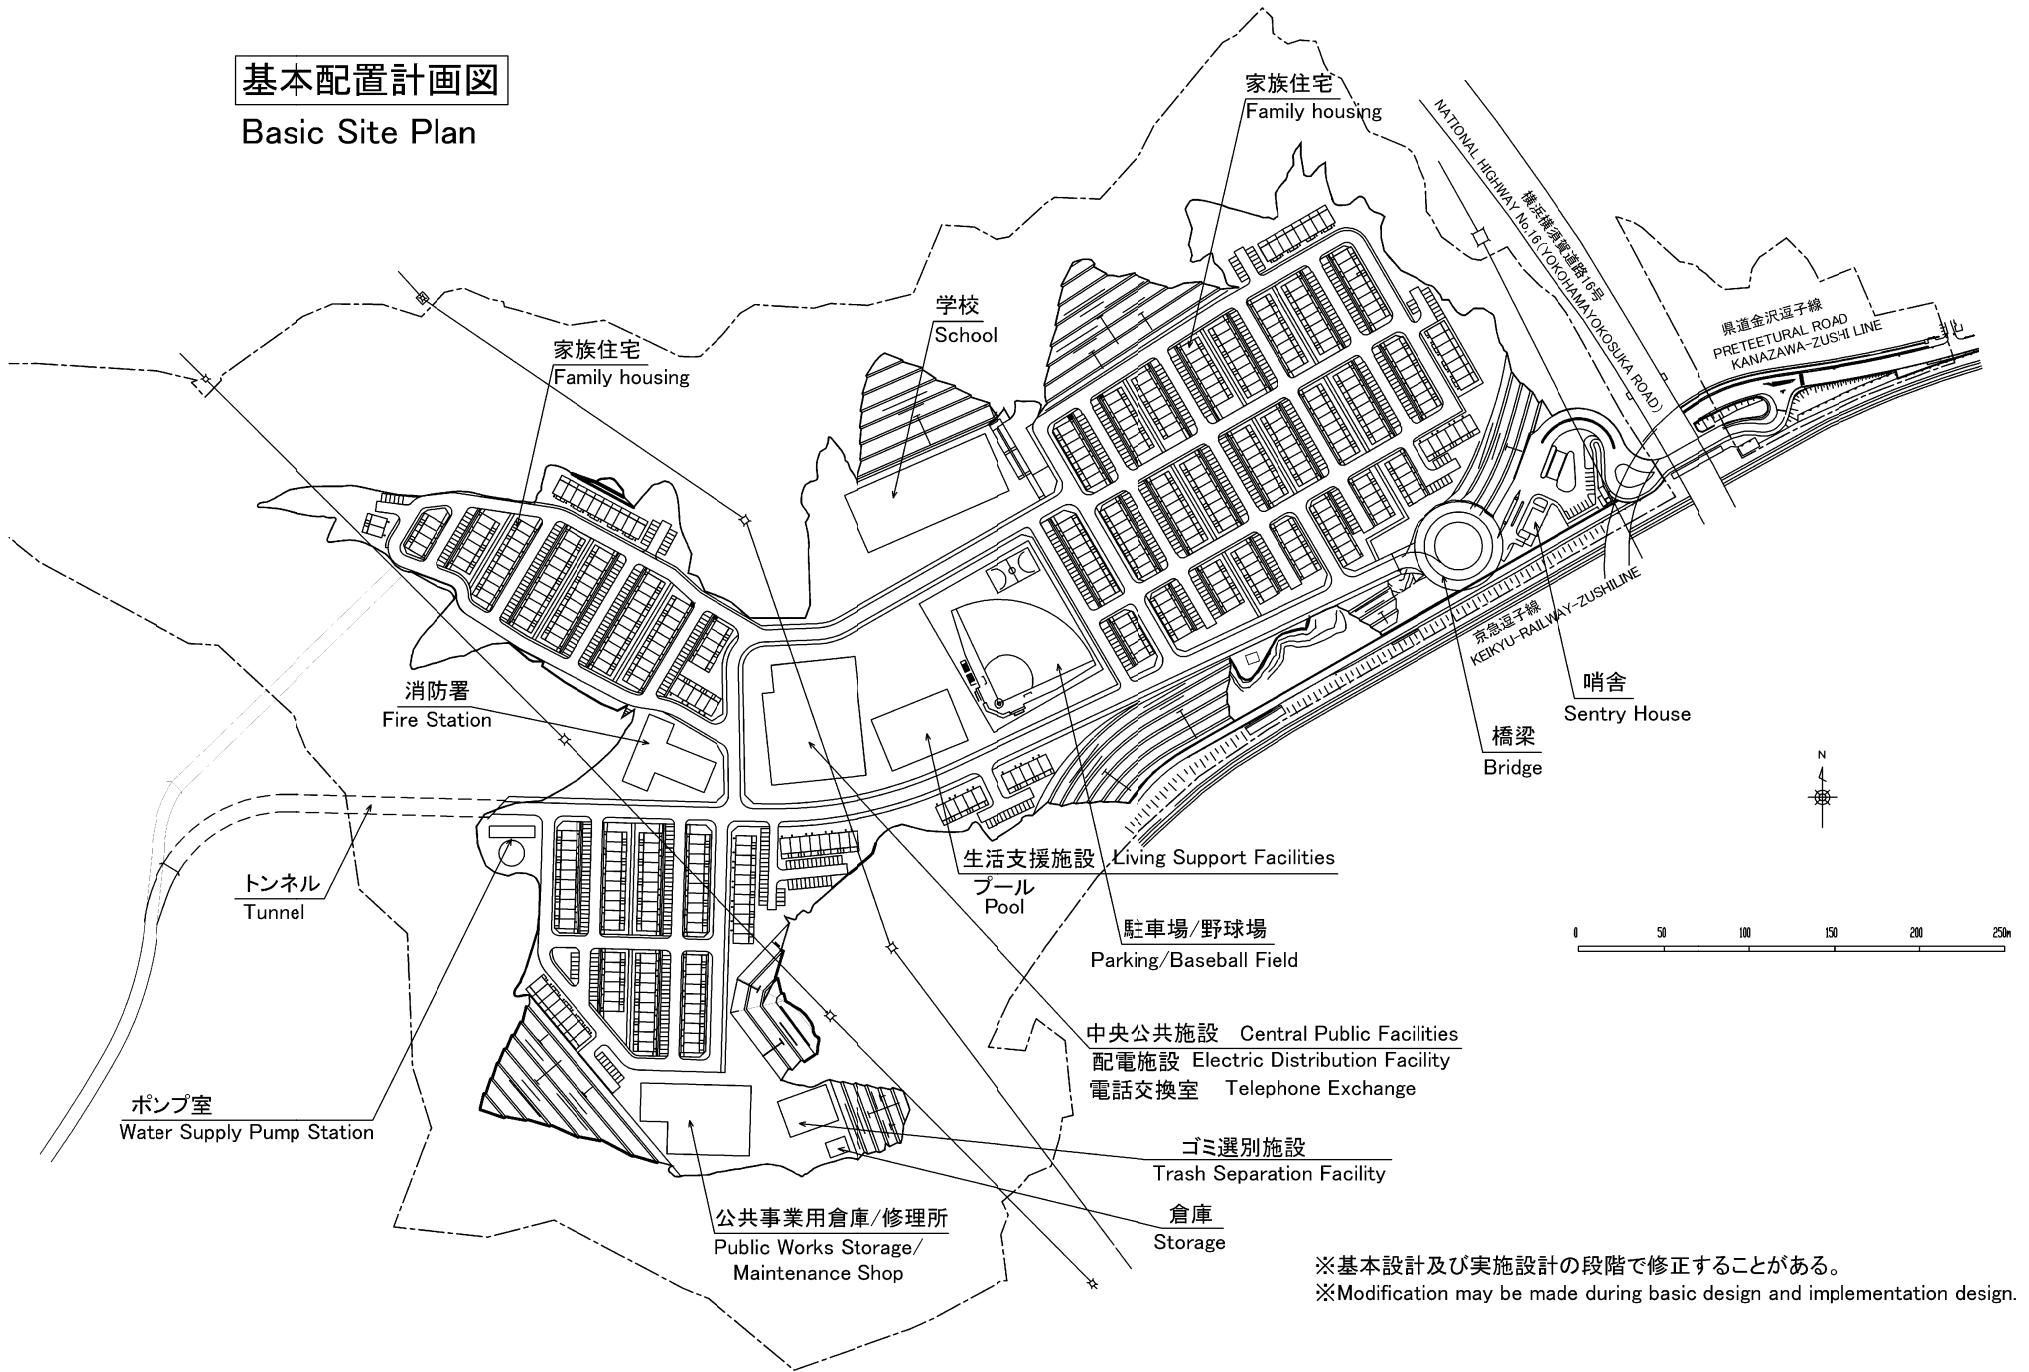 基本配置計画図
Basic Site Plan
家族住宅
Family housing
NATIONAL HIGHWAY No.16(YOKOHAMAYOKOSUKA ROAD)
横浜横須賀道路16号
県道金沢逗子線
PRETEETURAL ROAD
KANAZAWA-ZUSHI LINE
学校
School
家族住宅
Family housing
京急逗子線
KEIKYU-RAILWAY-ZUSHILINE
消防署
Fire Station
哨舎
Sentry House
橋梁
Bridge
N
生活支援施設 Living Support Facilities
プール
Pool
トンネル
Tunnel
駐車場/野球場
Parking/Baseball Field
0 50 100 150 200 250m
中央公共施設 Central Public Facilities
配電施設 Electric Distribution Facility
電話交換室 Telephone Exchange
ポンプ室
Water Supply Pump Station
ゴミ選別施設
Trash Separation Facility
倉庫
Storage
公共事業用倉庫/修理所
Public Works Storage/
Maintenance Shop
※基本設計及び実施設計の段階で修正することがある。
※Modification may be made during basic design and implementation design.